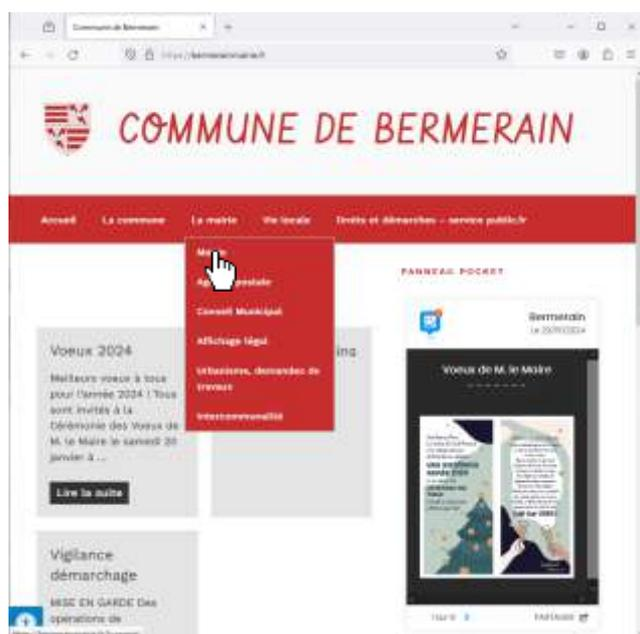 Commune de Bermerain
COMMUNE DE BERMERAIN
Accueil La commune La mairie Vie locale Droits et démarches – service public.fr
Agence postale
Conseil Municipal
Affichage légal
Urbanisme, demandes de
travaux
Intercommunalité
PANNEAU POCKET
Bermerain
Voeux de M. le Maire
Voeux 2024
Meilleurs voeux à tous
pour l'année 2024 ! Tous
sont invités à la
Cérémonie des Voeux de
M. le Maire le samedi 20
janvier à ...
Lire la suite
Vigilance
démarchage
MISE EN GARDE Des
opérations de
PARTAGER